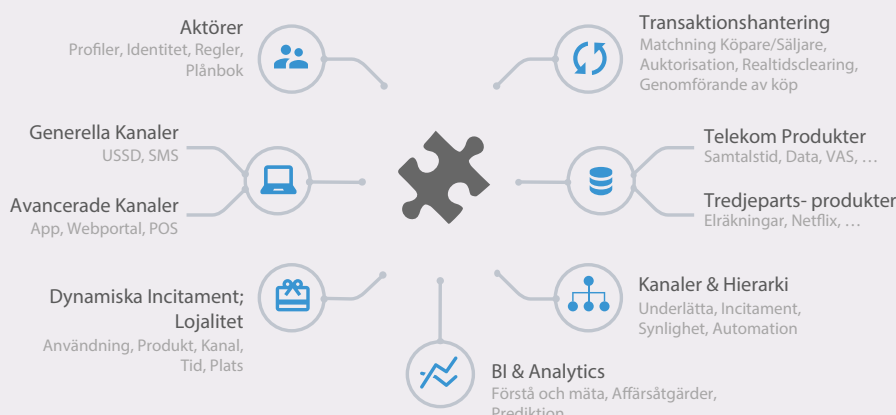 Aktörer
Profiler, Identitet, Regler,
Plånbok
Transaktionshantering
Matchning Köpare/Säljare,
Auktorisation, Realtidsclearing,
Genomförande av köp
Generella Kanaler
USSD, SMS
Avancerade Kanaler
App, Webportal, POS
Telekom Produkter
Samtalstid, Data, VAS, …
Tredjeparts- produkter
Elräkningar, Netflix, …
Dynamiska Incitament;
Lojalitet
Användning, Produkt, Kanal,
Tid, Plats
Kanaler & Hierarki
Underlätta, Incitament,
Synlighet, Automation
BI & Analytics
Förstå och mäta, Affärsåtgärder,
Prediktion